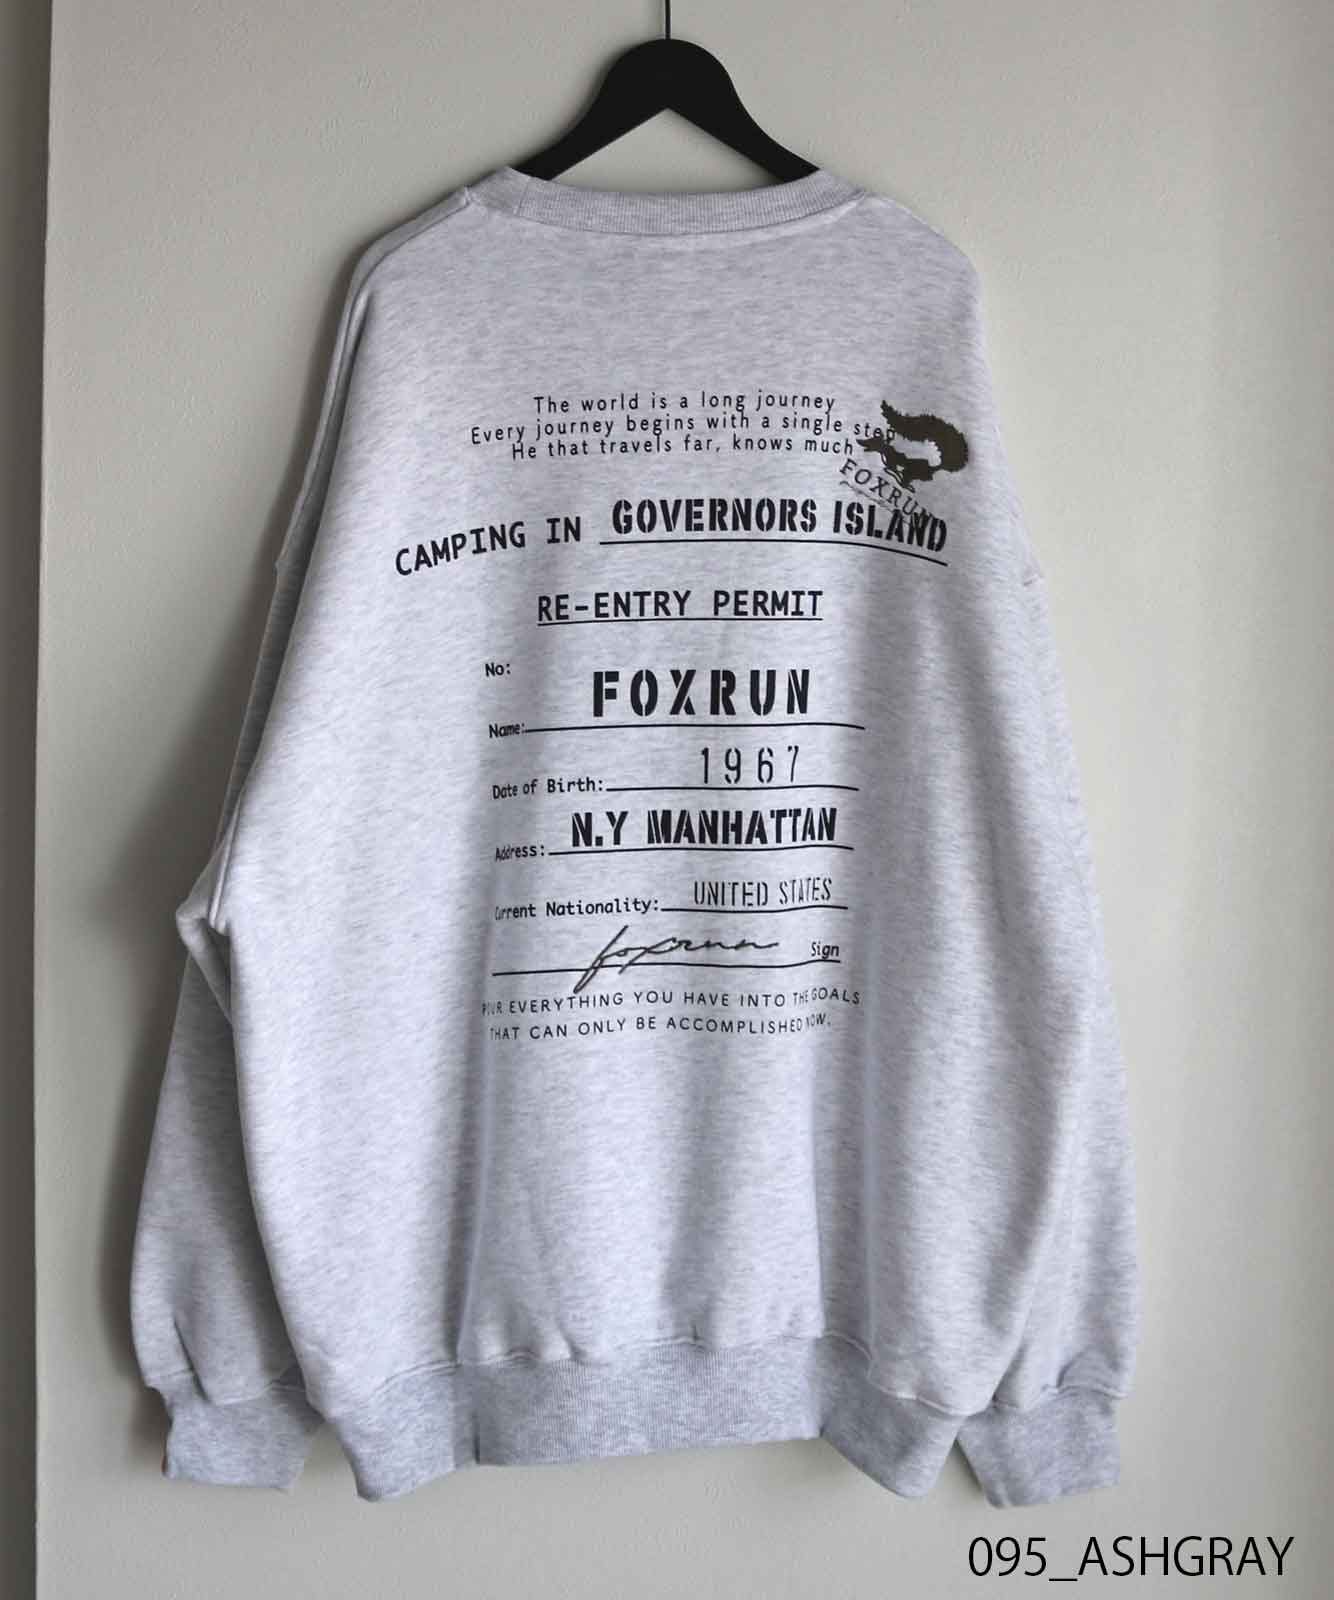 The world is a long journey
Every journey begins with a single step
He that travels far, knows much
FOXRUN
CAMPING IN GOVERNORS ISLAND
RE-ENTRY PERMIT
No:
Name: FOXRUN
Date of Birth: 1967
Address: N.Y MANHATTAN
Current Nationality: UNITED STATES
foxrun Sign
POUR EVERYTHING YOU HAVE INTO THE GOALS
THAT CAN ONLY BE ACCOMPLISHED NOW.
095_ASHGRAY